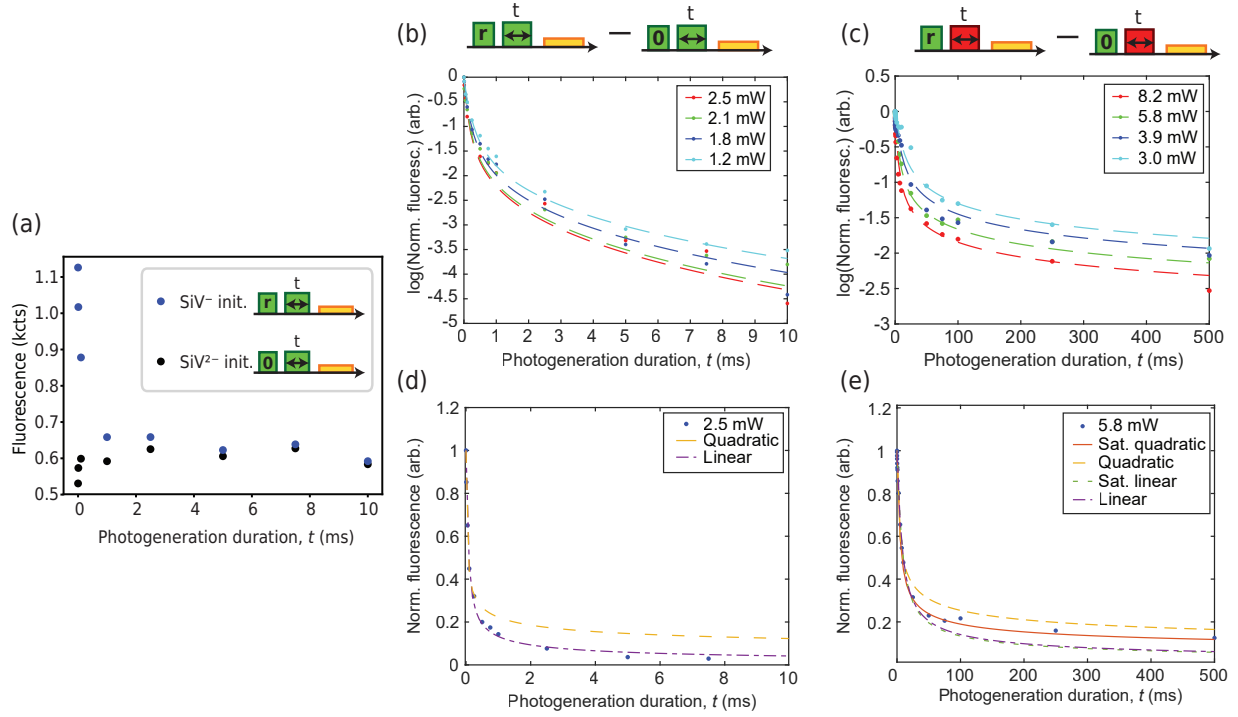 (a)
Fluorescence (kcts)
1.1
1.0
0.9
0.8
0.7
0.6
0.5
0 2 4 6 8 10
Photogeneration duration, t (ms)
SiV⁻ init.
r
t
SiV²⁻ init.
0
t
(b)
r
t
0
t
log(Norm. fluoresc.) (arb.)
0
-0.5
-1
-1.5
-2
-2.5
-3
-3.5
-4
-4.5
-5
0 1 2 3 4 5 6 7 8 9 10
Photogeneration duration, t (ms)
2.5 mW
2.1 mW
1.8 mW
1.2 mW
(c)
r
t
0
t
log(Norm. fluoresc.) (arb.)
0.5
0
-0.5
-1
-1.5
-2
-2.5
-3
0 100 200 300 400 500
Photogeneration duration, t (ms)
8.2 mW
5.8 mW
3.9 mW
3.0 mW
(d)
Norm. fluorescence (arb.)
1.2
1
0.8
0.6
0.4
0.2
0
0 2 4 6 8 10
Photogeneration duration, t (ms)
2.5 mW
Quadratic
Linear
(e)
Norm. fluorescence (arb.)
1.2
1
0.8
0.6
0.4
0.2
0
0 100 200 300 400 500
Photogeneration duration, t (ms)
5.8 mW
Sat. quadratic
Quadratic
Sat. linear
Linear